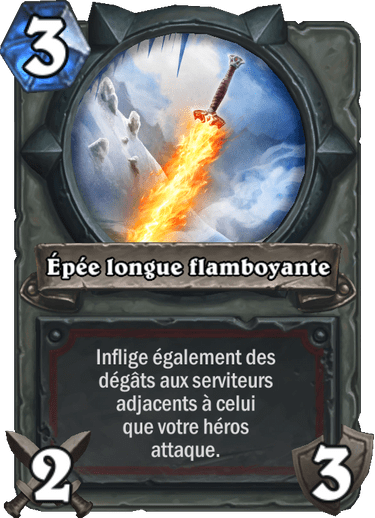 3
Épée longue flamboyante
Inflige également des
dégâts aux serviteurs
adjacents à celui
que votre héros
attaque.
2
3